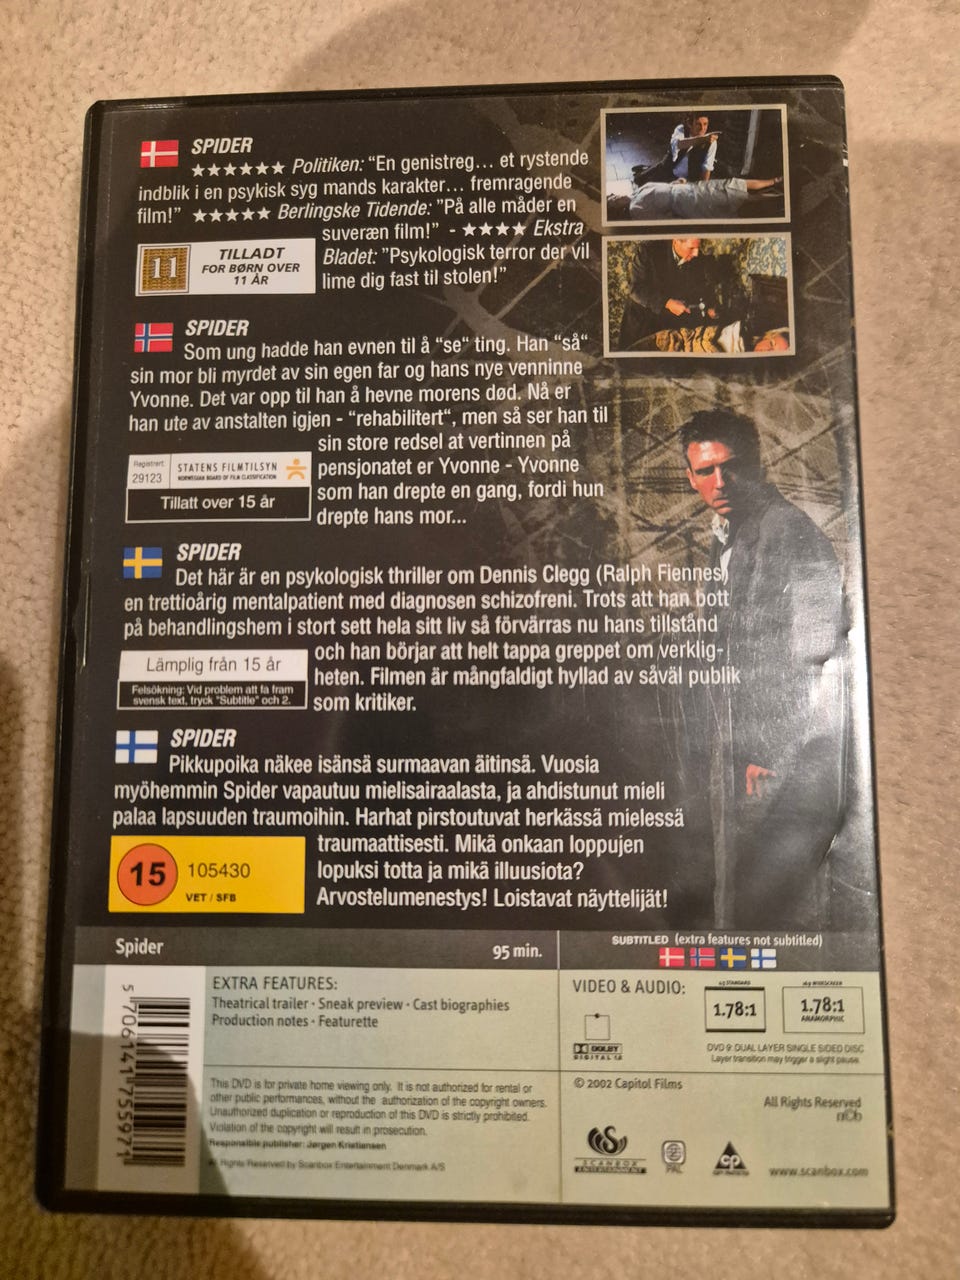 SPIDER
★★★★★★ Politiken: “En genistreg... et rystende
indblik i en psykisk syg mands karakter... fremragende
film!” ★★★★★ Berlingske Tidende: ”På alle måder en
suveræn film!” - ★★★★ Ekstra
Bladet: ”Psykologisk terror der vil
lime dig fast til stolen!”
11
TILLADT
FOR BØRN OVER
11 ÅR
SPIDER
Som ung hadde han evnen til å “se“ ting. Han “så“
sin mor bli myrdet av sin egen far og hans nye venninne
Yvonne. Det var opp til han å hevne morens død. Nå er
han ute av anstalten igjen - “rehabilitert“, men så ser han til
sin store redsel at vertinnen på
pensjonatet er Yvonne - Yvonne
som han drepte en gang, fordi hun
drepte hans mor...
Registrert
29123
STATENS FILMTILSYN
NORWEGIAN BOARD OF FILM CLASSIFICATION
Tillatt over 15 år
SPIDER
Det här är en psykologisk thriller om Dennis Clegg (Ralph Fiennes)
en trettioårig mentalpatient med diagnosen schizofreni. Trots att han bott
på behandlingshem i stort sett hela sitt liv så förvärras nu hans tillstånd
och han börjar att helt tappa greppet om verklig-
heten. Filmen är mångfaldigt hyllad av såväl publik
som kritiker.
Lämplig från 15 år
Felsökning: Vid problem att få fram
svensk text, tryck "Subtitle" och 2.
SPIDER
Pikkupoika näkee isänsä surmaavan äitinsä. Vuosia
myöhemmin Spider vapautuu mielisairaalasta, ja ahdistunut mieli
palaa lapsuuden traumoihin. Harhat pirstoutuvat herkässä mielessä
traumaattisesti. Mikä onkaan loppujen
lopuksi totta ja mikä illuusiota?
Arvostelumenestys! Loistavat näyttelijät!
15
105430
VET / SFB
Spider
95 min.
SUBTITLED (extra features not subtitled)
EXTRA FEATURES:
Theatrical trailer · Sneak preview · Cast biographies
Production notes · Featurette
VIDEO & AUDIO:
4:3 STANDARD
1.78:1
16:9 WIDESCREEN
1.78:1
ANAMORPHIC
DOLBY
DIGITAL
DVD 9: DUAL LAYER SINGLE SIDED DISC
Layer transition may trigger a slight pause.
This DVD is for private home viewing only. It is not authorized for rental or
other public performances, without the authorization of the copyright owners.
Unauthorized duplication or reproduction of this DVD is strictly prohibited.
Violation of the copyright will result in prosecution.
Responsible publisher: Jørgen Kristiansen
All Rights Reserved by Scanbox Entertainment Denmark A/S
© 2002 Capitol Films
All Rights Reserved
nCb
SCANBOX
ENTERTAINMENT
2
PAL
CP
www.scanbox.com
5 706141 755971